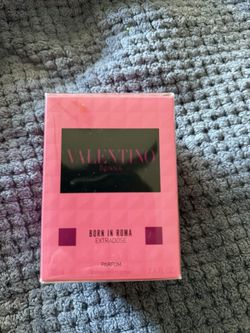 VALENTINO
DONNA
BORN IN ROMA
EXTRADOSE
PARFUM